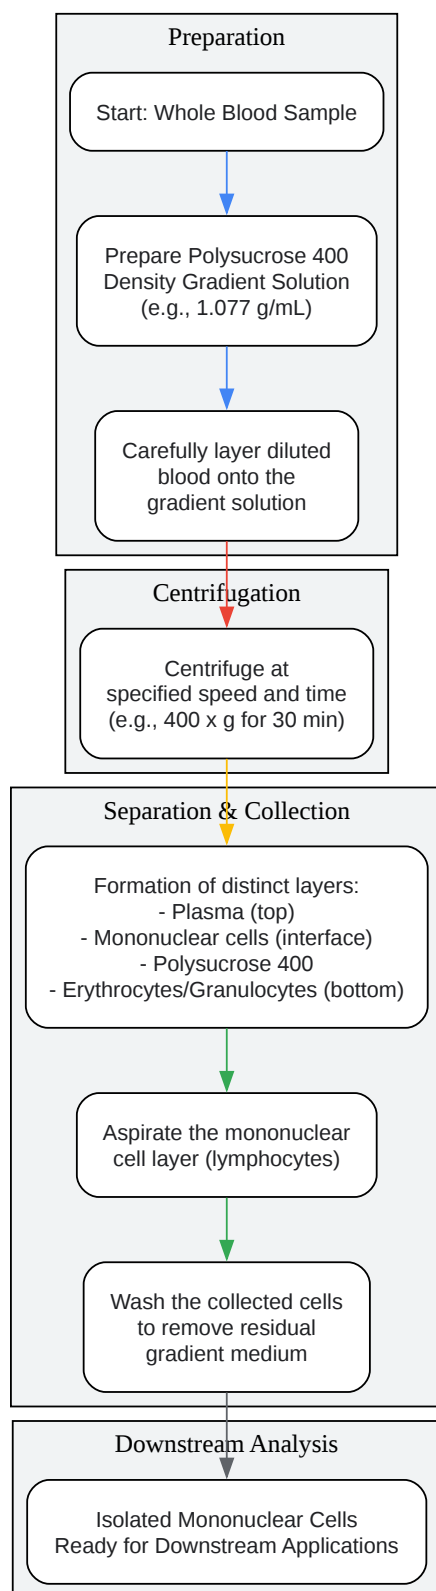 Preparation
Start: Whole Blood Sample
Prepare Polysucrose 400
Density Gradient Solution
(e.g., 1.077 g/mL)
Carefully layer diluted
blood onto the
gradient solution
Centrifugation
Centrifuge at
specified speed and time
(e.g., 400 x g for 30 min)
Separation & Collection
Formation of distinct layers:
- Plasma (top)
- Mononuclear cells (interface)
- Polysucrose 400
- Erythrocytes/Granulocytes (bottom)
Aspirate the mononuclear
cell layer (lymphocytes)
Wash the collected cells
to remove residual
gradient medium
Downstream Analysis
Isolated Mononuclear Cells
Ready for Downstream Applications